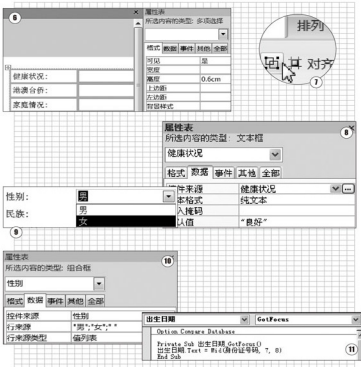 ⑥
属性表
所选内容的类型: 多项选择
格式 数据 事件 其他 全部
可见 是
宽度
高度 0.6cm
上边距
左边距
背景样式
健康状况:
港澳台侨:
家庭情况:
排列
对齐
⑦
属性表 ⑧
所选内容的类型: 文本框
健康状况
格式 数据 事件 其他 全部
控件来源 健康状况
本格式 纯文本
入掩码
认值 "良好"
性别: 男
民族: 男
女
⑨
属性表 ⑩
所选内容的类型: 组合框
性别
格式 数据 事件 其他 全部
控件来源 性别
行来源 "男";"女";" "
行来源类型 值列表
出生日期 GotFocus
Option Compare Database
Private Sub 出生日期_GotFocus()
出生日期.Text = Mid(身份证号码, 7, 8)
End Sub
⑪